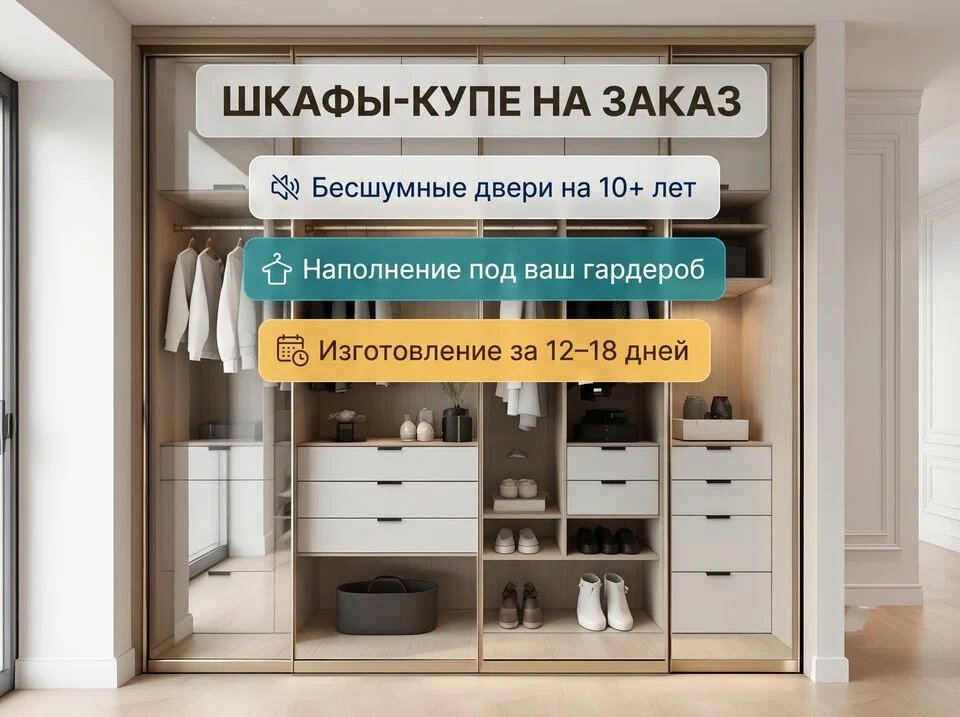 ШКАФЫ-КУПЕ НА ЗАКАЗ
Бесшумные двери на 10+ лет
Наполнение под ваш гардероб
Изготовление за 12–18 дней